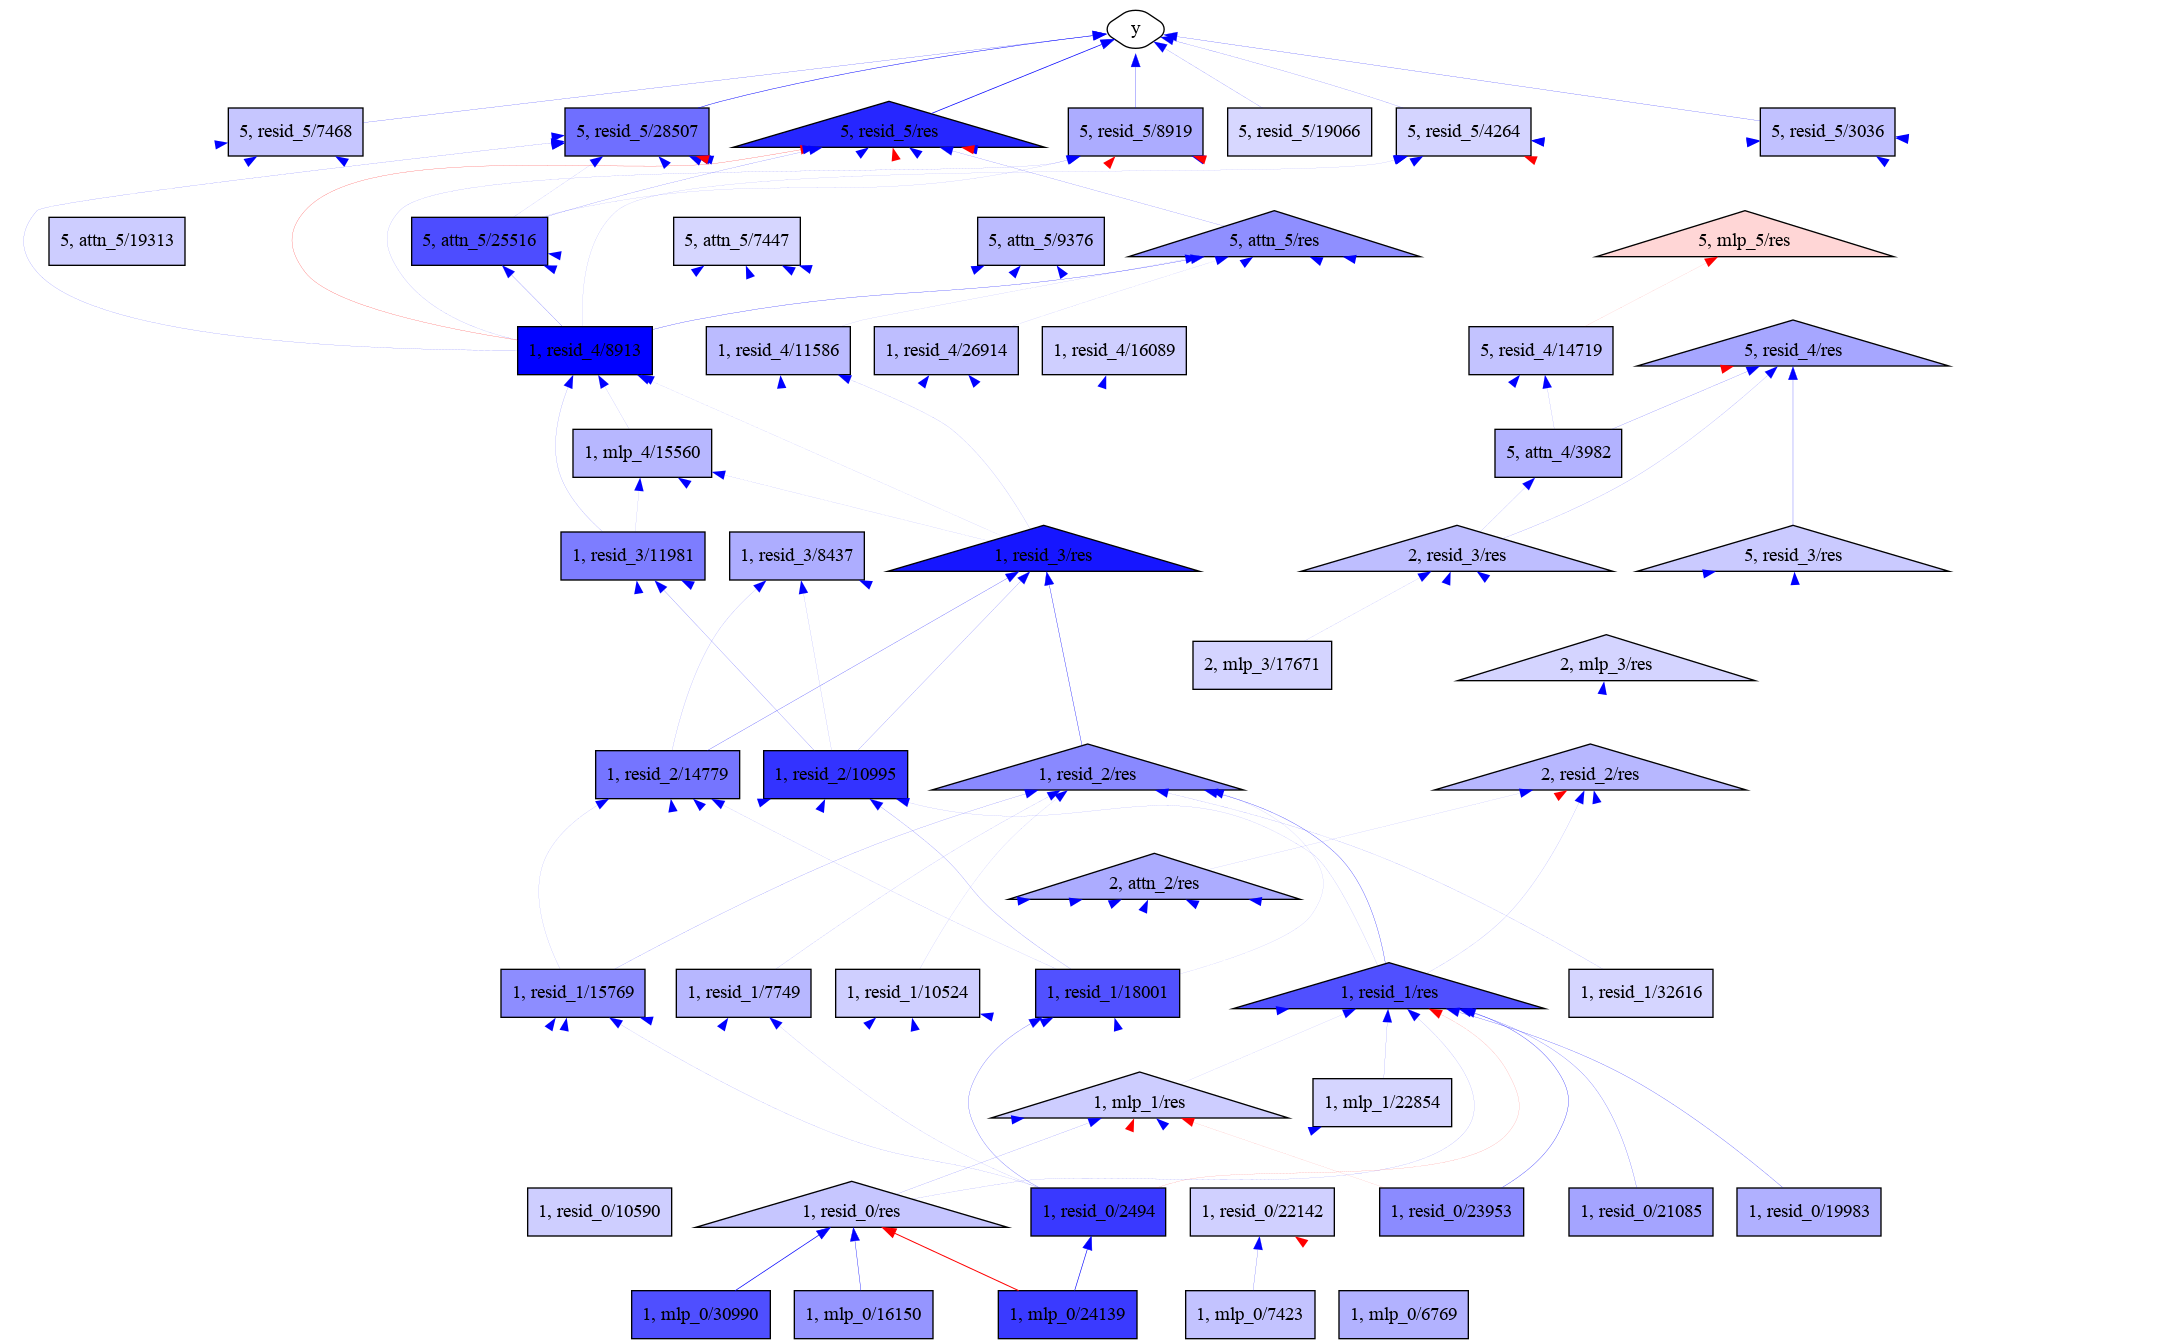 y
5, resid_5/7468
5, resid_5/28507
5, resid_5/res
5, resid_5/8919
5, resid_5/19066
5, resid_5/4264
5, resid_5/3036
5, attn_5/19313
5, attn_5/25516
5, attn_5/7447
5, attn_5/9376
5, attn_5/res
5, mlp_5/res
1, resid_4/8913
1, resid_4/11586
1, resid_4/26914
1, resid_4/16089
5, resid_4/14719
5, resid_4/res
1, mlp_4/15560
5, attn_4/3982
1, resid_3/11981
1, resid_3/8437
1, resid_3/res
2, resid_3/res
5, resid_3/res
2, mlp_3/17671
2, mlp_3/res
1, resid_2/14779
1, resid_2/10995
1, resid_2/res
2, resid_2/res
2, attn_2/res
1, resid_1/15769
1, resid_1/7749
1, resid_1/10524
1, resid_1/18001
1, resid_1/res
1, resid_1/32616
1, mlp_1/res
1, mlp_1/22854
1, resid_0/10590
1, resid_0/res
1, resid_0/2494
1, resid_0/22142
1, resid_0/23953
1, resid_0/21085
1, resid_0/19983
1, mlp_0/30990
1, mlp_0/16150
1, mlp_0/24139
1, mlp_0/7423
1, mlp_0/6769